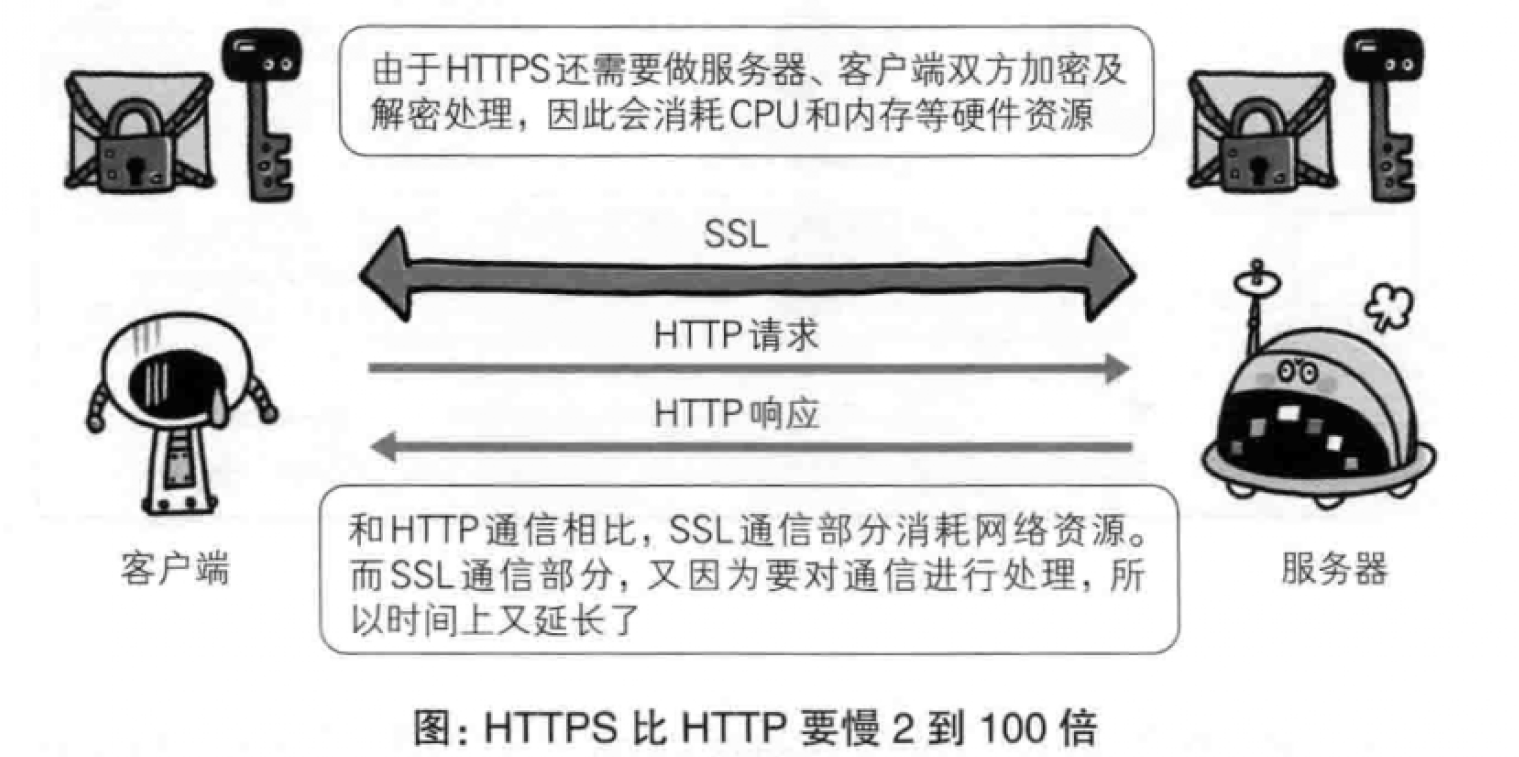 由于HTTPS还需要做服务器、客户端双方加密及
解密处理，因此会消耗CPU和内存等硬件资源
SSL
HTTP请求
HTTP响应
客户端
服务器
和HTTP通信相比，SSL通信部分消耗网络资源。
而SSL通信部分，又因为要对通信进行处理，所
以时间上又延长了
图：HTTPS 比 HTTP 要慢 2 到 100 倍